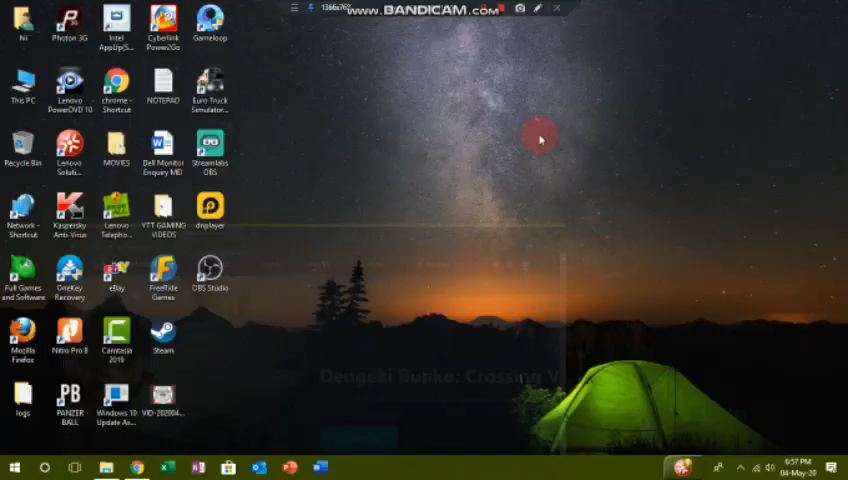 1366x762
www.BANDICAM.com
hii
Photon 3G
Intel
AppUp(S...
Cyberlink
Power2Go
Gameloop
This PC
Lenovo
PowerDVD 10
chrome -
Shortcut
NOTEPAD
Euro Truck
Simulator...
Recycle Bin
Lenovo
Soluti...
MOVIES
Dell Monitor
Enquiry MEI
Streamlabs
OBS
Network -
Shortcut
Kaspersky
Anti-Virus
Lenovo
Telepho...
YTT GAMING
VIDEOS
dnplayer
Full Games
and Software
OneKey
Recovery
eBay
FreeRide
Games
OBS Studio
Dengeki Bunko: Crossing V
Mozilla
Firefox
Nitro Pro 8
Camtasia
2019
Steam
logs
PANZER
BALL
Windows 10
Update As...
VID-202004...
6:57 PM
04-May-20